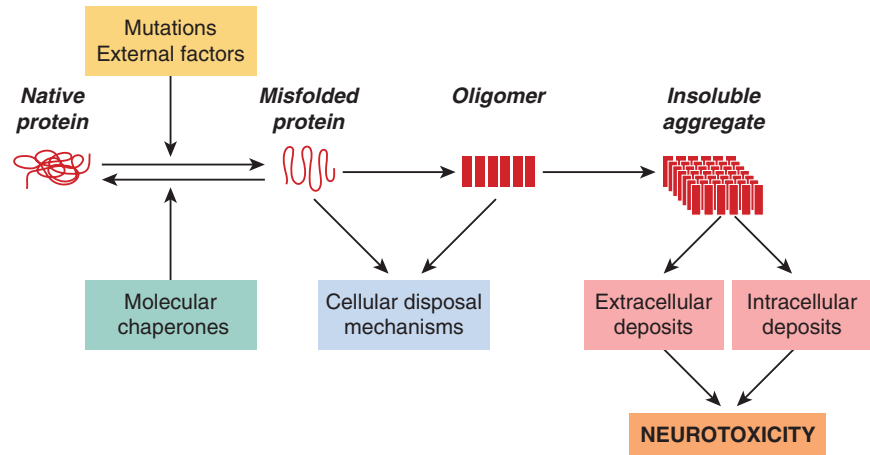 Mutations
External factors
Native
protein
Misfolded
protein
Oligomer
Insoluble
aggregate
Molecular
chaperones
Cellular disposal
mechanisms
Extracellular
deposits
Intracellular
deposits
NEUROTOXICITY